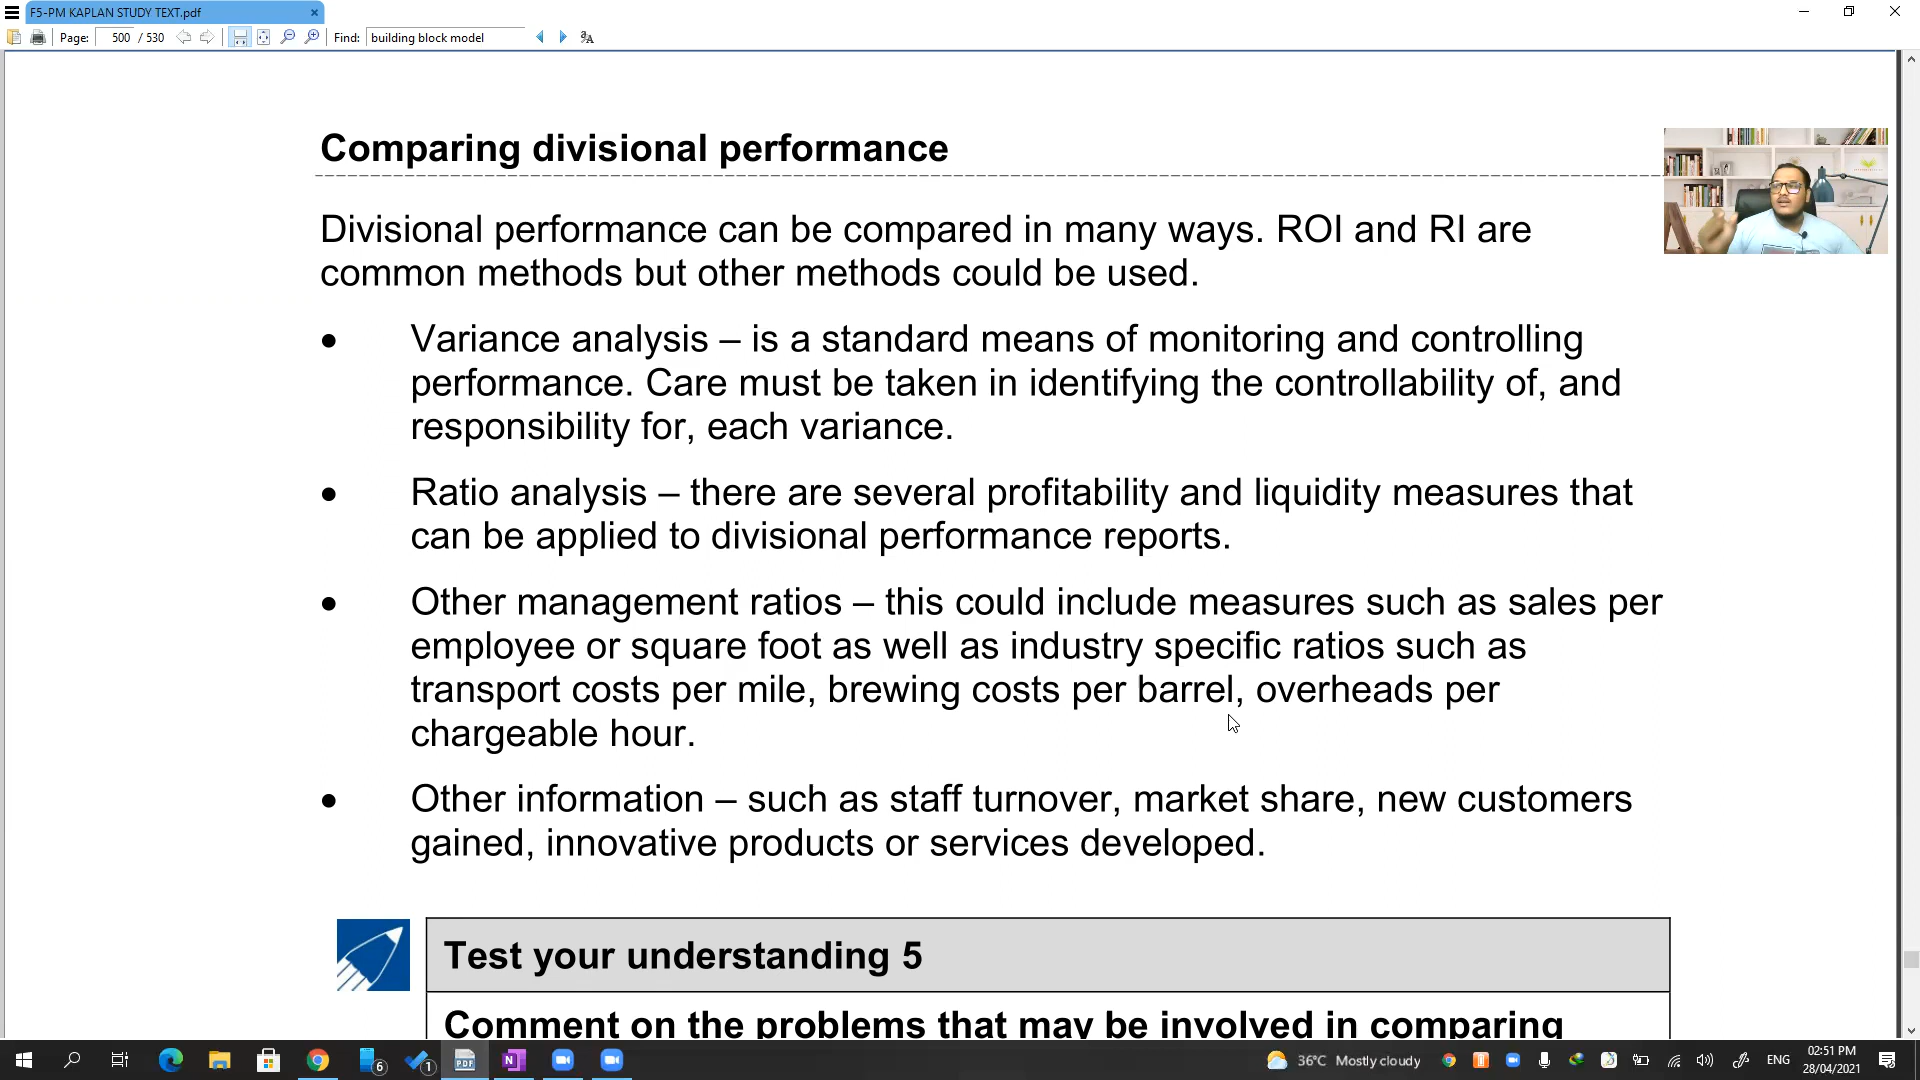 F5-PM KAPLAN STUDY TEXT.pdf
Page: 500 / 530 Find: building block model
Comparing divisional performance
Divisional performance can be compared in many ways. ROI and RI are
common methods but other methods could be used.
• Variance analysis – is a standard means of monitoring and controlling
performance. Care must be taken in identifying the controllability of, and
responsibility for, each variance.
• Ratio analysis – there are several profitability and liquidity measures that
can be applied to divisional performance reports.
• Other management ratios – this could include measures such as sales per
employee or square foot as well as industry specific ratios such as
transport costs per mile, brewing costs per barrel, overheads per
chargeable hour.
• Other information – such as staff turnover, market share, new customers
gained, innovative products or services developed.
Test your understanding 5
Comment on the problems that may be involved in comparing
6 1 PDF N 36°C Mostly cloudy ENG 02:51 PM
28/04/2021